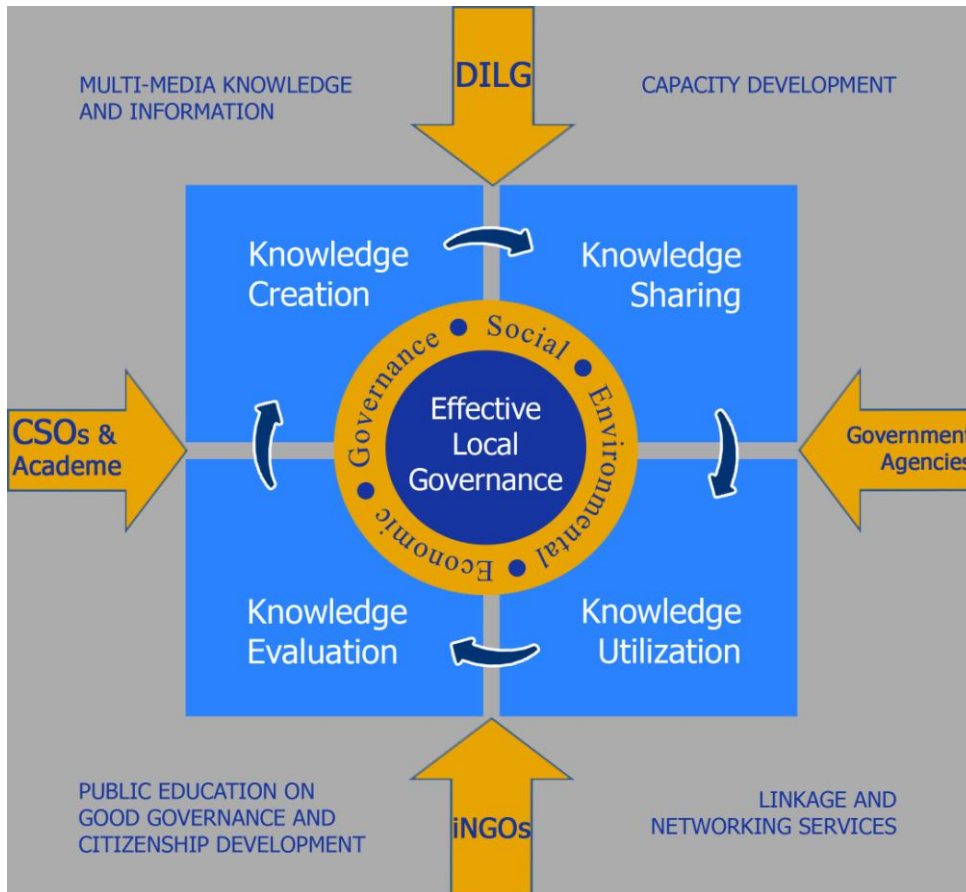 MULTI-MEDIA KNOWLEDGE
AND INFORMATION
DILG
CAPACITY DEVELOPMENT
Knowledge
Creation
Knowledge
Sharing
CSOs &
Academe
Governance • Social • Environmental • Economic •
Effective
Local
Governance
Government
Agencies
Knowledge
Evaluation
Knowledge
Utilization
PUBLIC EDUCATION ON
GOOD GOVERNANCE AND
CITIZENSHIP DEVELOPMENT
iNGOs
LINKAGE AND
NETWORKING SERVICES